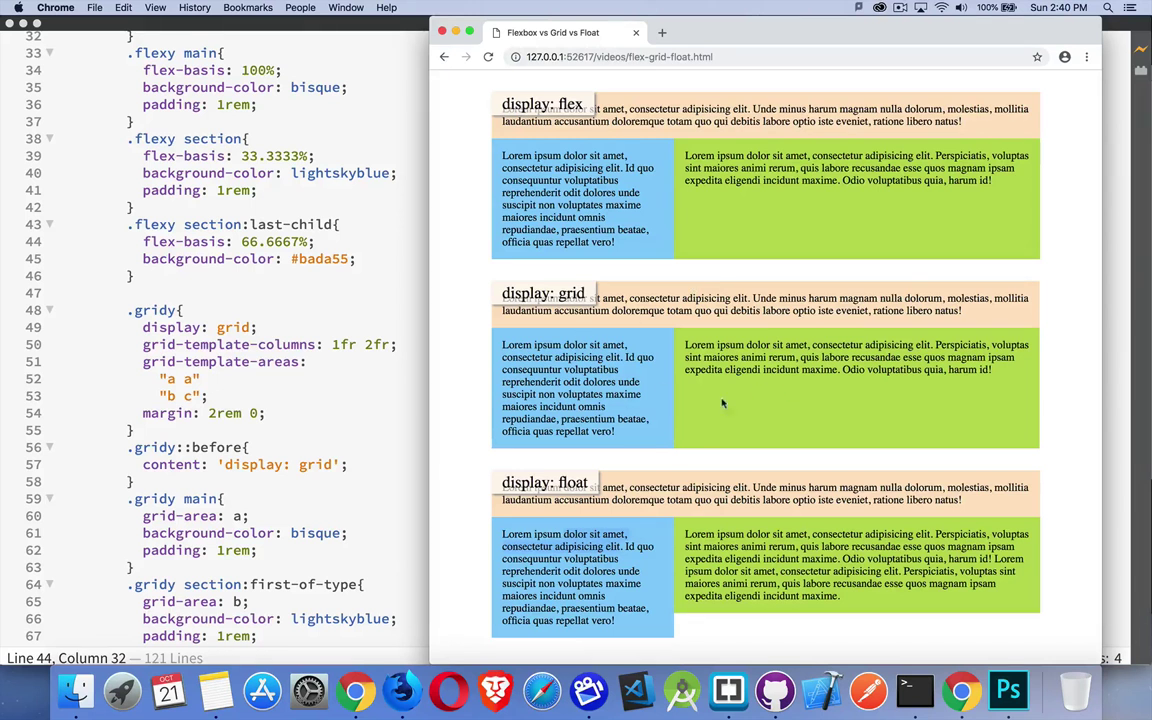 Chrome File Edit View History Bookmarks People Window Help 100% Sun 2:40 PM
32 }
33 .flexy main{
34 flex-basis: 100%;
35 background-color: bisque;
36 padding: 1rem;
37 }
38 .flexy section{
39 flex-basis: 33.3333%;
40 background-color: lightskyblue;
41 padding: 1rem;
42 }
43 .flexy section:last-child{
44 flex-basis: 66.6667%;
45 background-color: #bada55;
46 }
47
48 .gridy{
49 display: grid;
50 grid-template-columns: 1fr 2fr;
51 grid-template-areas:
52 "a a"
53 "b c";
54 margin: 2rem 0;
55 }
56 .gridy::before{
57 content: 'display: grid';
58 }
59 .gridy main{
60 grid-area: a;
61 background-color: bisque;
62 padding: 1rem;
63 }
64 .gridy section:first-of-type{
65 grid-area: b;
66 background-color: lightskyblue;
67 padding: 1rem;
Line 44, Column 32 — 121 Lines
Flexbox vs Grid vs Float
127.0.0.1:52617/videos/flex-grid-float.html
display: flex
sit amet, consectetur adipisicing elit. Unde minus harum magnam nulla dolorum, molestias, mollitia
laudantium accusantium doloremque totam quo qui debitis labore optio iste eveniet, ratione libero natus!
Lorem ipsum dolor sit amet,
consectetur adipisicing elit. Id quo
consequuntur voluptatibus
reprehenderit odit dolores unde
suscipit non voluptates maxime
maiores incidunt omnis
repudiandae, praesentium beatae,
officia quas repellat vero!
Lorem ipsum dolor sit amet, consectetur adipisicing elit. Perspiciatis, voluptas
sint maiores animi rerum, quis labore recusandae esse quos magnam ipsam
expedita eligendi incidunt maxime. Odio voluptatibus quia, harum id!
display: grid
sit amet, consectetur adipisicing elit. Unde minus harum magnam nulla dolorum, molestias, mollitia
laudantium accusantium doloremque totam quo qui debitis labore optio iste eveniet, ratione libero natus!
Lorem ipsum dolor sit amet,
consectetur adipisicing elit. Id quo
consequuntur voluptatibus
reprehenderit odit dolores unde
suscipit non voluptates maxime
maiores incidunt omnis
repudiandae, praesentium beatae,
officia quas repellat vero!
Lorem ipsum dolor sit amet, consectetur adipisicing elit. Perspiciatis, voluptas
sint maiores animi rerum, quis labore recusandae esse quos magnam ipsam
expedita eligendi incidunt maxime. Odio voluptatibus quia, harum id!
display: float
amet, consectetur adipisicing elit. Unde minus harum magnam nulla dolorum, molestias, mollitia
laudantium accusantium doloremque totam quo qui debitis labore optio iste eveniet, ratione libero natus!
Lorem ipsum dolor sit amet,
consectetur adipisicing elit. Id quo
consequuntur voluptatibus
reprehenderit odit dolores unde
suscipit non voluptates maxime
maiores incidunt omnis
repudiandae, praesentium beatae,
officia quas repellat vero!
Lorem ipsum dolor sit amet, consectetur adipisicing elit. Perspiciatis, voluptas
sint maiores animi rerum, quis labore recusandae esse quos magnam ipsam
expedita eligendi incidunt maxime. Odio voluptatibus quia, harum id! Lorem
ipsum dolor sit amet, consectetur adipisicing elit. Perspiciatis, voluptas sint
maiores animi rerum, quis labore recusandae esse quos magnam ipsam
expedita eligendi incidunt maxime.
s: 4
OCT
21
Ps